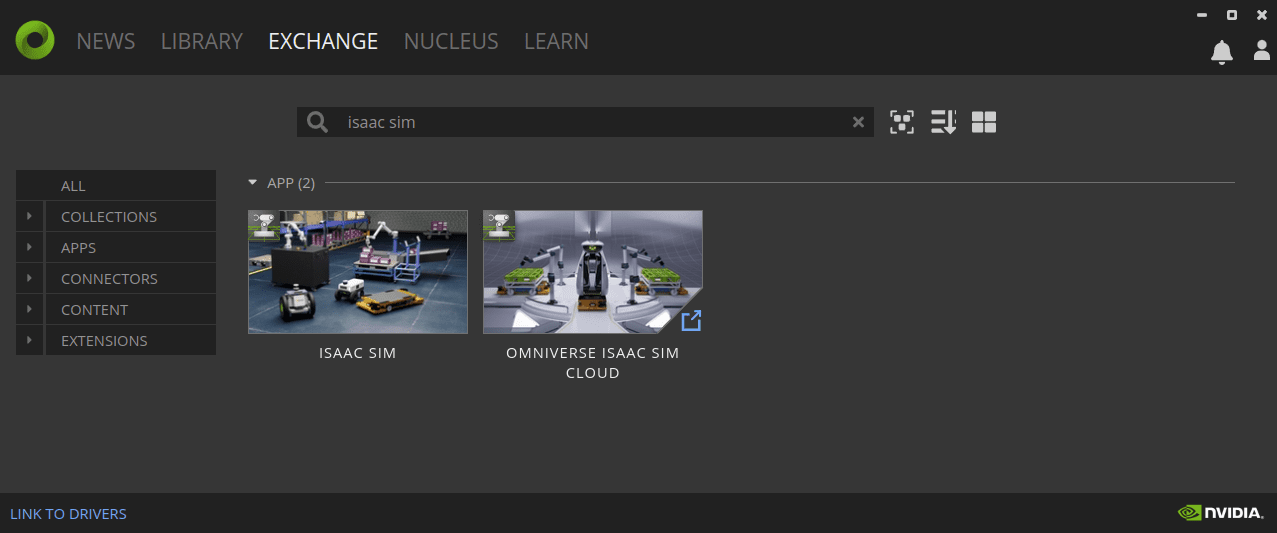 NEWS LIBRARY EXCHANGE NUCLEUS LEARN
isaac sim
ALL
COLLECTIONS
APPS
CONNECTORS
CONTENT
EXTENSIONS
APP (2)
ISAAC SIM
OMNIVERSE ISAAC SIM
CLOUD
LINK TO DRIVERS
NVIDIA.